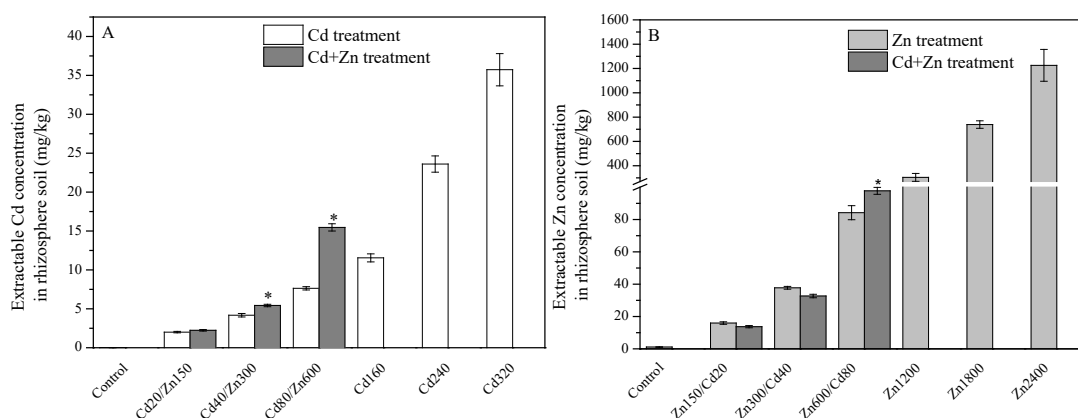 A
Cd treatment
Cd+Zn treatment
Extractable Cd concentration
in rhizosphere soil (mg/kg)
40
35
30
25
20
15
10
5
0
*
*
Control
Cd20/Zn150
Cd40/Zn300
Cd80/Zn600
Cd160
Cd240
Cd320
B
Zn treatment
Cd+Zn treatment
Extractable Zn concentration
in rhizosphere soil (mg/kg)
1600
1400
1200
1000
800
600
400
80
60
40
20
0
*
Control
Zn150/Cd20
Zn300/Cd40
Zn600/Cd80
Zn1200
Zn1800
Zn2400